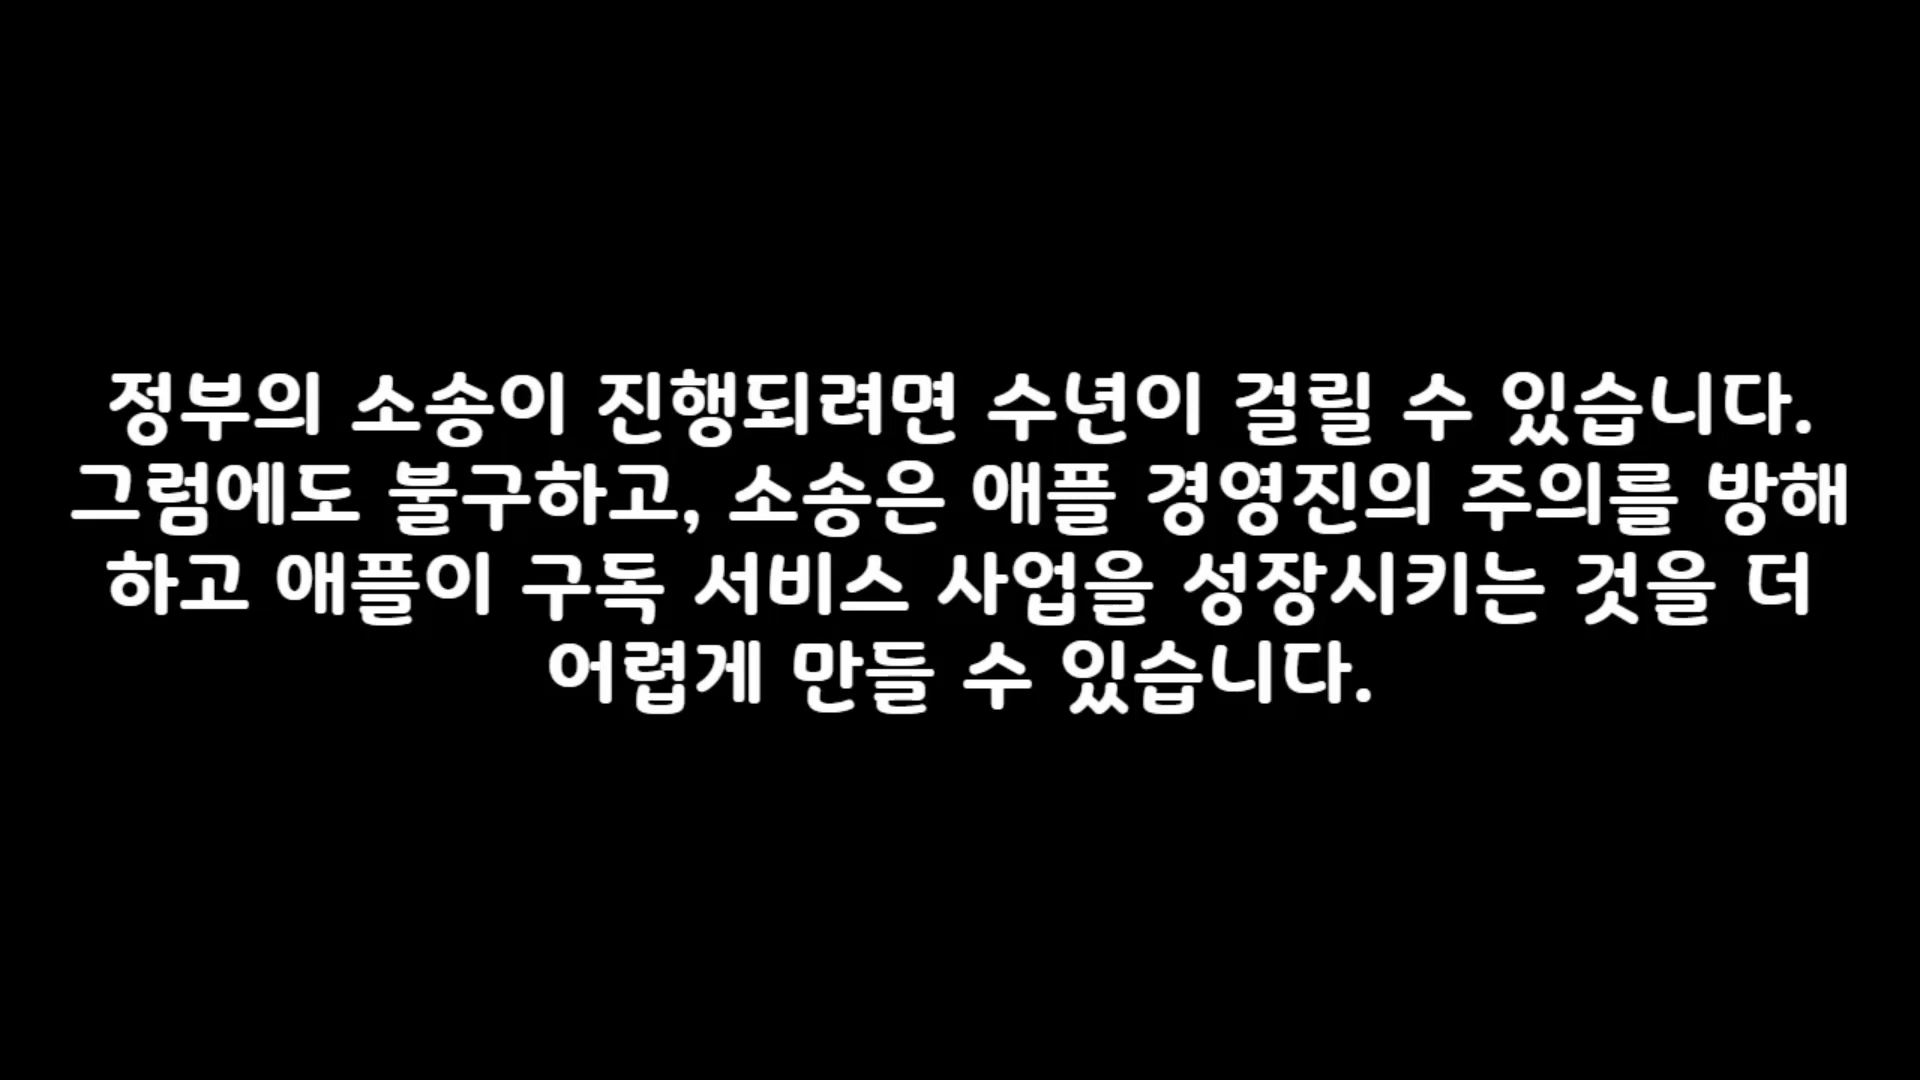 정부의 소송이 진행되려면 수년이 걸릴 수 있습니다.
그럼에도 불구하고, 소송은 애플 경영진의 주의를 방해
하고 애플이 구독 서비스 사업을 성장시키는 것을 더
어렵게 만들 수 있습니다.